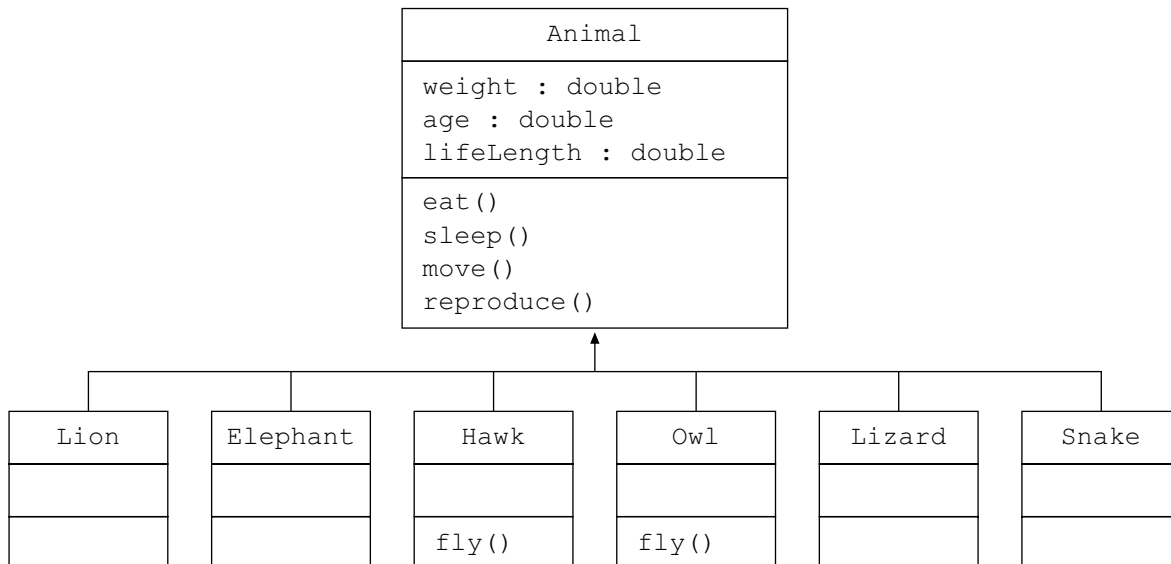 Animal
weight : double
age : double
lifeLength : double
eat()
sleep()
move()
reproduce()
Lion
Elephant
Hawk
Owl
Lizard
Snake
fly()
fly()